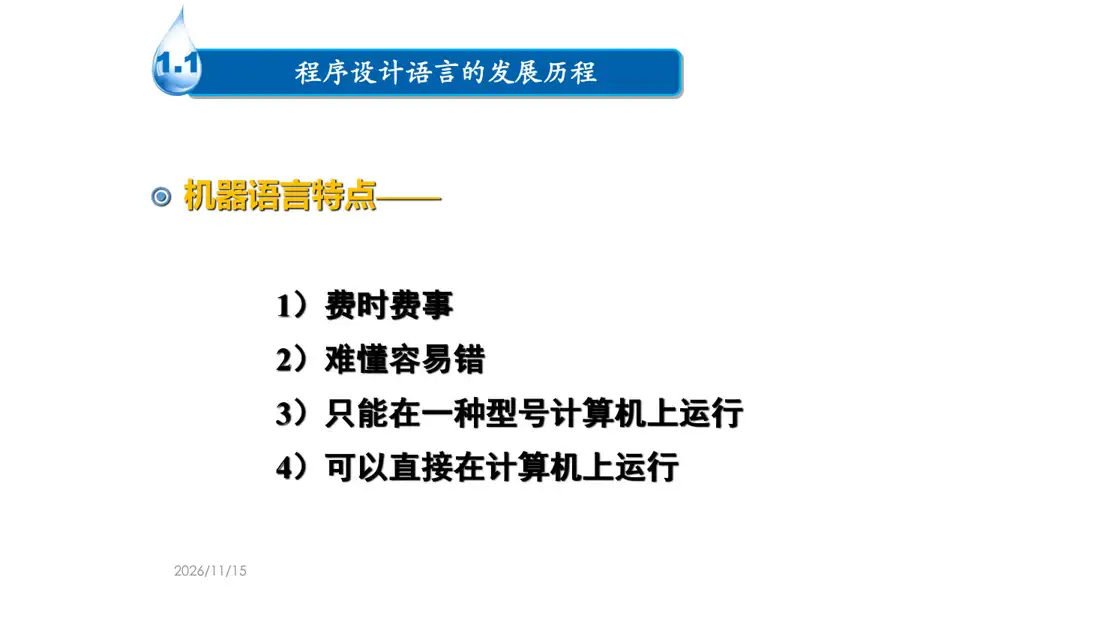 1.1
程序设计语言的发展历程
机器语言特点——
1）费时费事
2）难懂容易错
3）只能在一种型号计算机上运行
4）可以直接在计算机上运行
2026/11/15